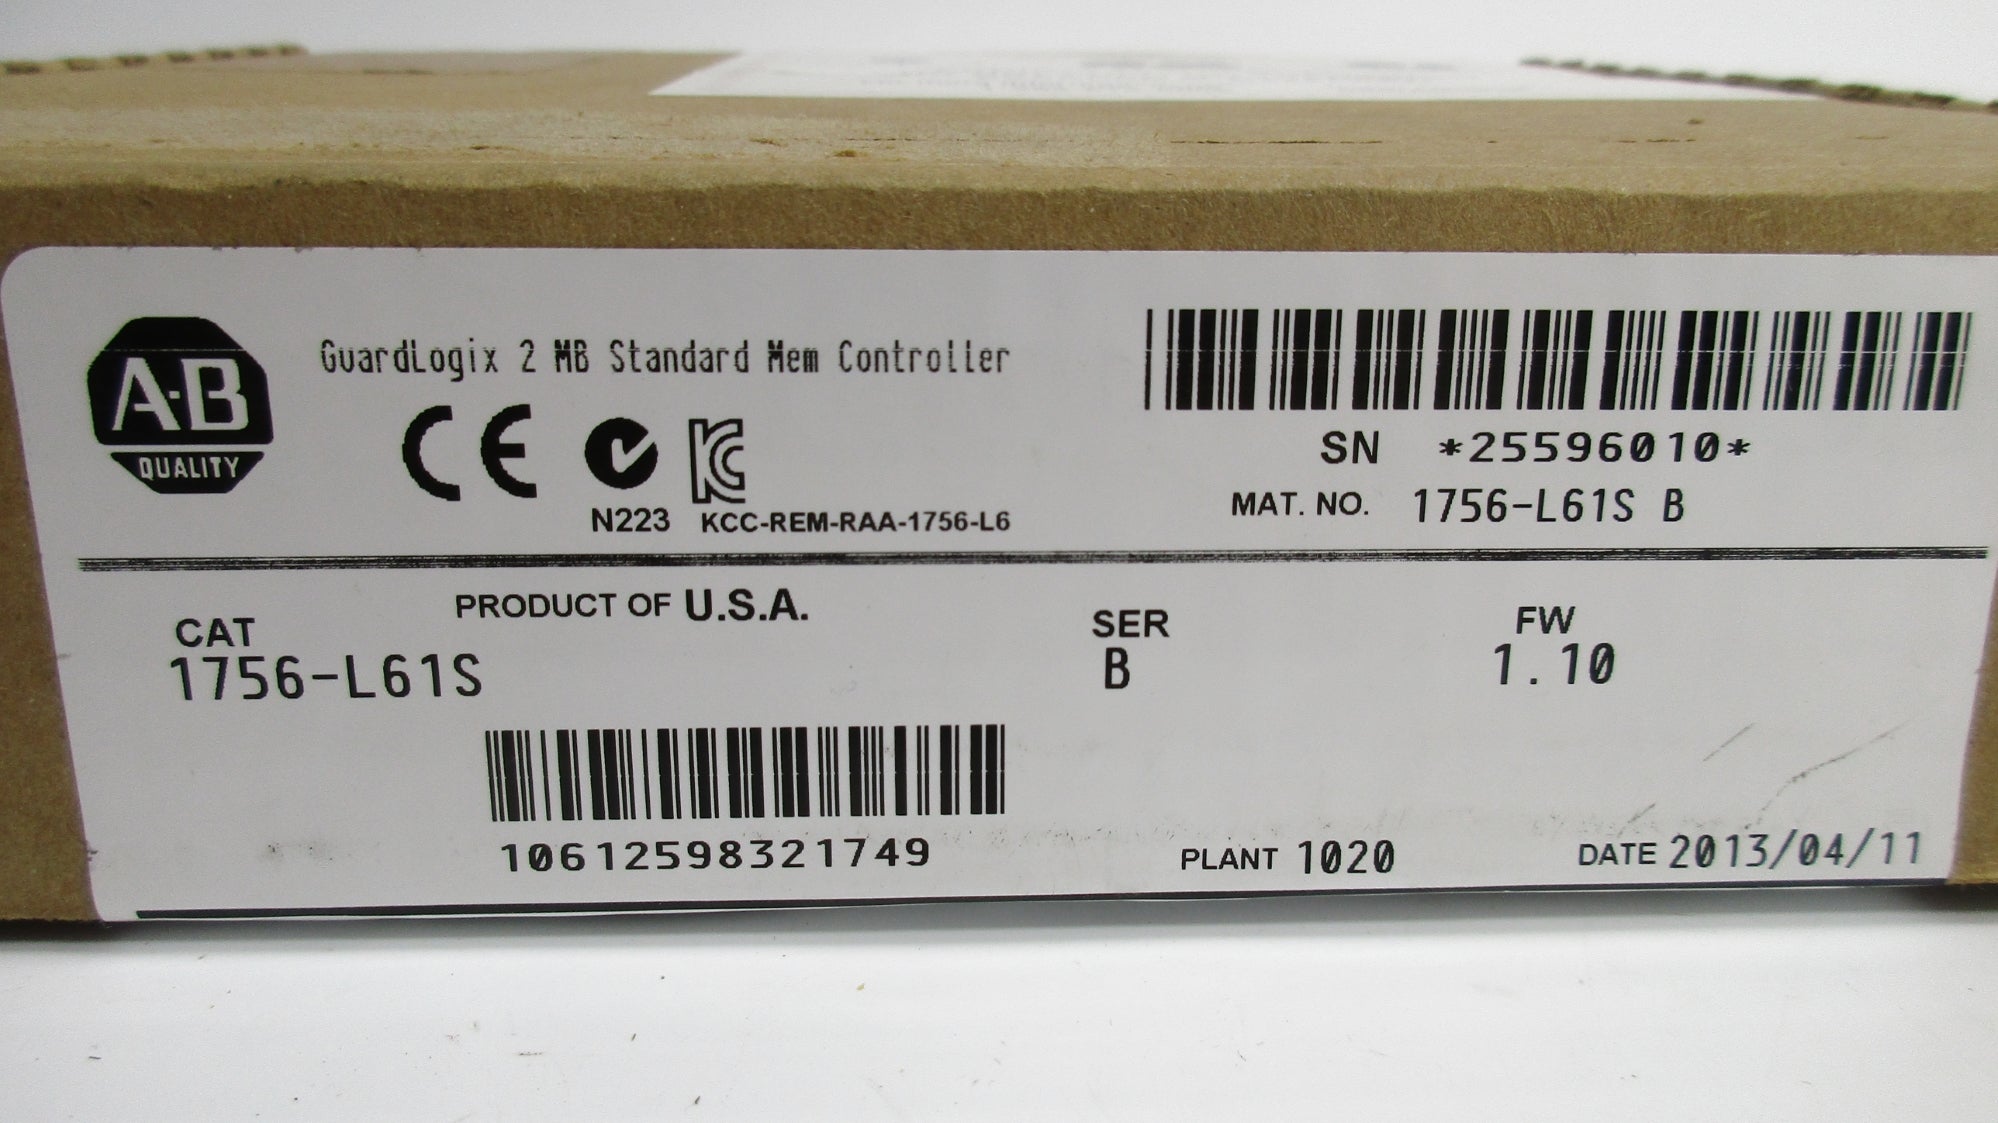 A-B
QUALITY
GuardLogix 2 MB Standard Mem Controller
CE
N223 KCC-REM-RAA-1756-L6
SN *25596010*
MAT. NO. 1756-L61S B
PRODUCT OF U.S.A.
CAT
1756-L61S
SER
B
FW
1.10
10612598321749
PLANT 1020
DATE 2013/04/11